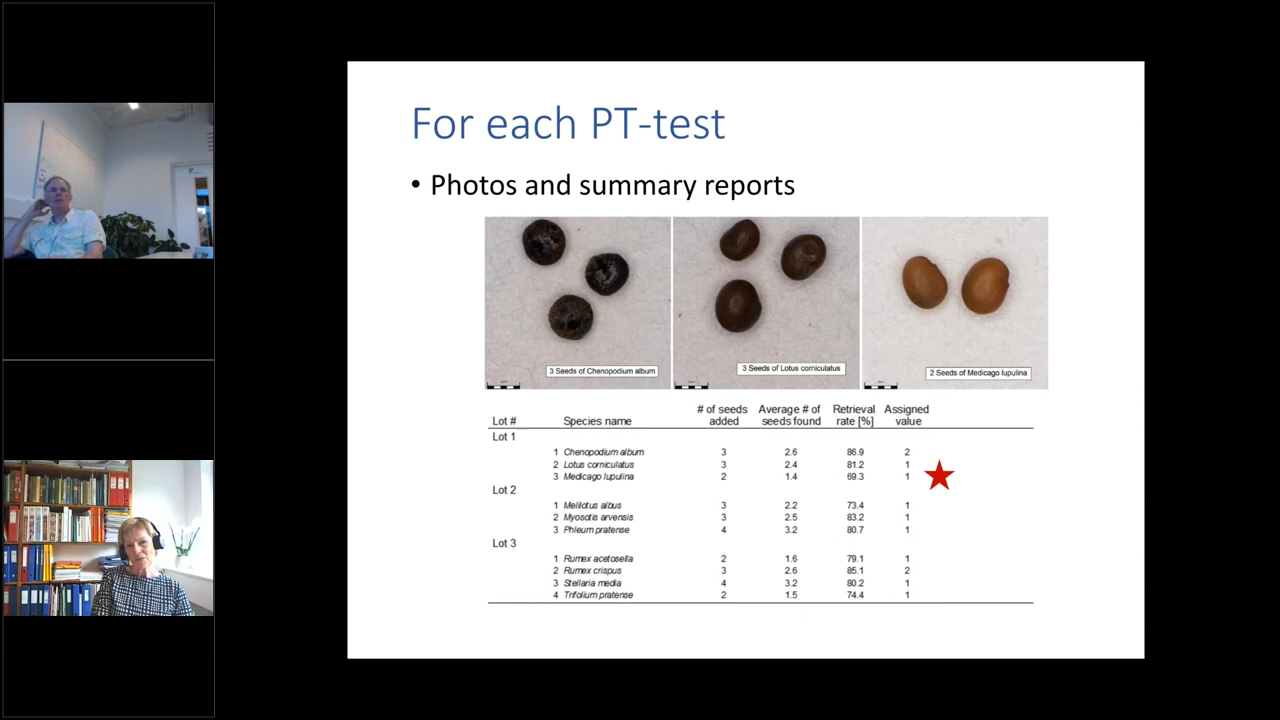 For each PT-test
• Photos and summary reports
3 Seeds of Chenopodium album
3 Seeds of Lotus corniculatus
2 Seeds of Medicago lupulina
Lot # Species name # of seeds added Average # of seeds found Retrieval rate [%] Assigned value
Lot 1
1 Chenopodium album 3 2.6 86.9 2
2 Lotus corniculatus 3 2.4 81.2 1
3 Medicago lupulina 2 1.4 69.3 1
Lot 2
1 Melilotus albus 3 2.2 73.4 1
2 Myosotis arvensis 3 2.5 83.2 1
3 Phleum pratense 4 3.2 80.7 1
Lot 3
1 Rumex acetosella 2 1.6 79.1 1
2 Rumex crispus 3 2.6 85.1 2
3 Stellaria media 4 3.2 80.2 1
4 Trifolium pratense 2 1.5 74.4 1